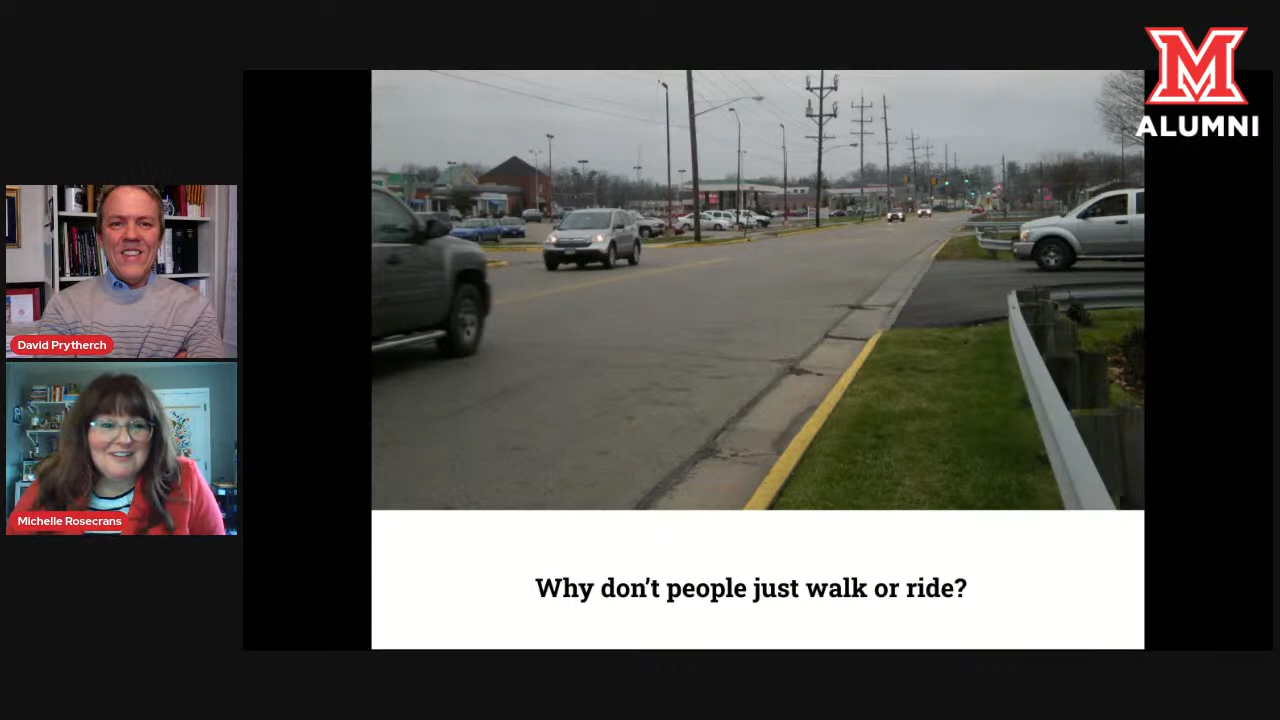 M
ALUMNI
David Prytherch
Michelle Rosecrans
Why don't people just walk or ride?